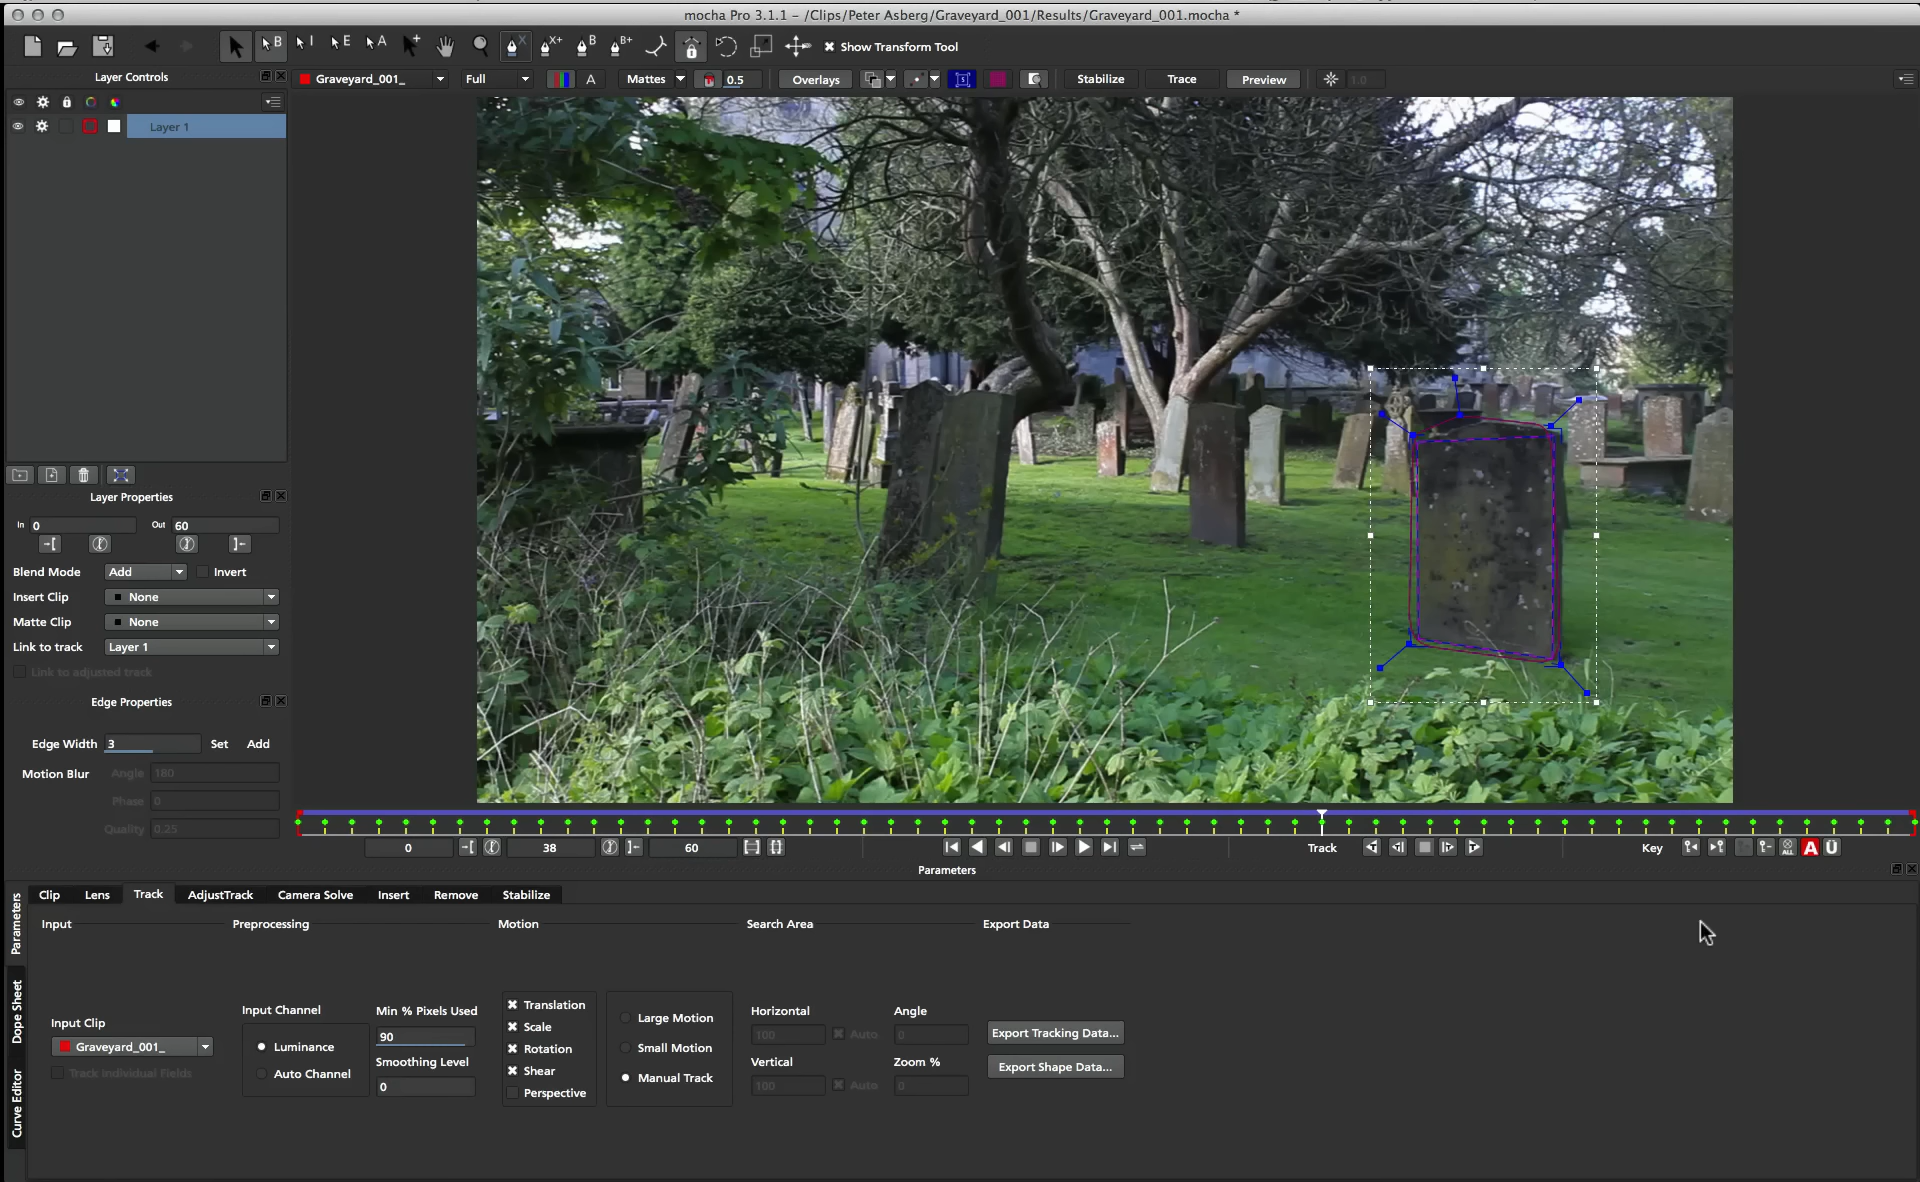 mocha Pro 3.1.1 – /Clips/Peter Asberg/Graveyard_001/Results/Graveyard_001.mocha *
B I E A X X+ B B+ Show Transform Tool
Layer Controls
Graveyard_001_ Full A Mattes 0.5 Overlays Stabilize Trace Preview 1.0
Layer 1
Layer Properties
In 0 Out 60
Blend Mode Add Invert
Insert Clip None
Matte Clip None
Link to track Layer 1
Link to adjusted track
Edge Properties
Edge Width 3 Set Add
Motion Blur Angle 180
Phase 0
Quality 0.25
0 38 60 Track Key ALL A Ü
Parameters
Clip Lens Track AdjustTrack Camera Solve Insert Remove Stabilize
Input Preprocessing Motion Search Area Export Data
Input Clip
Graveyard_001_
Track Individual Fields
Input Channel
Luminance
Auto Channel
Min % Pixels Used
90
Smoothing Level
0
Translation
Scale
Rotation
Shear
Perspective
Large Motion
Small Motion
Manual Track
Horizontal
100 Auto
Vertical
100 Auto
Angle
0
Zoom %
0
Export Tracking Data...
Export Shape Data...
Parameters
Dope Sheet
Curve Editor